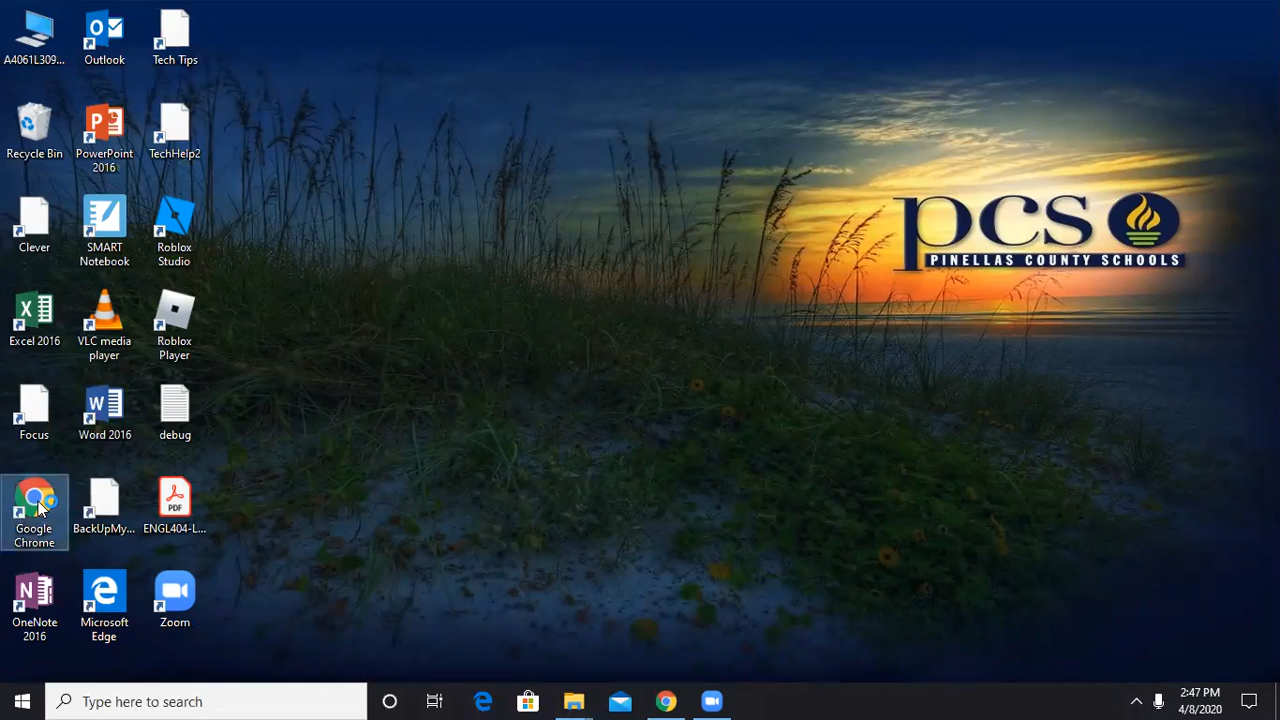 A4061L309...
Outlook
Tech Tips
Recycle Bin
PowerPoint
2016
TechHelp2
Clever
SMART
Notebook
Roblox
Studio
Excel 2016
VLC media
player
Roblox
Player
Focus
Word 2016
debug
Google
Chrome
BackUpMy...
PDF
ENGL404-L...
OneNote
2016
Microsoft
Edge
Zoom
pcs
PINELLAS COUNTY SCHOOLS
Type here to search
2:47 PM
4/8/2020